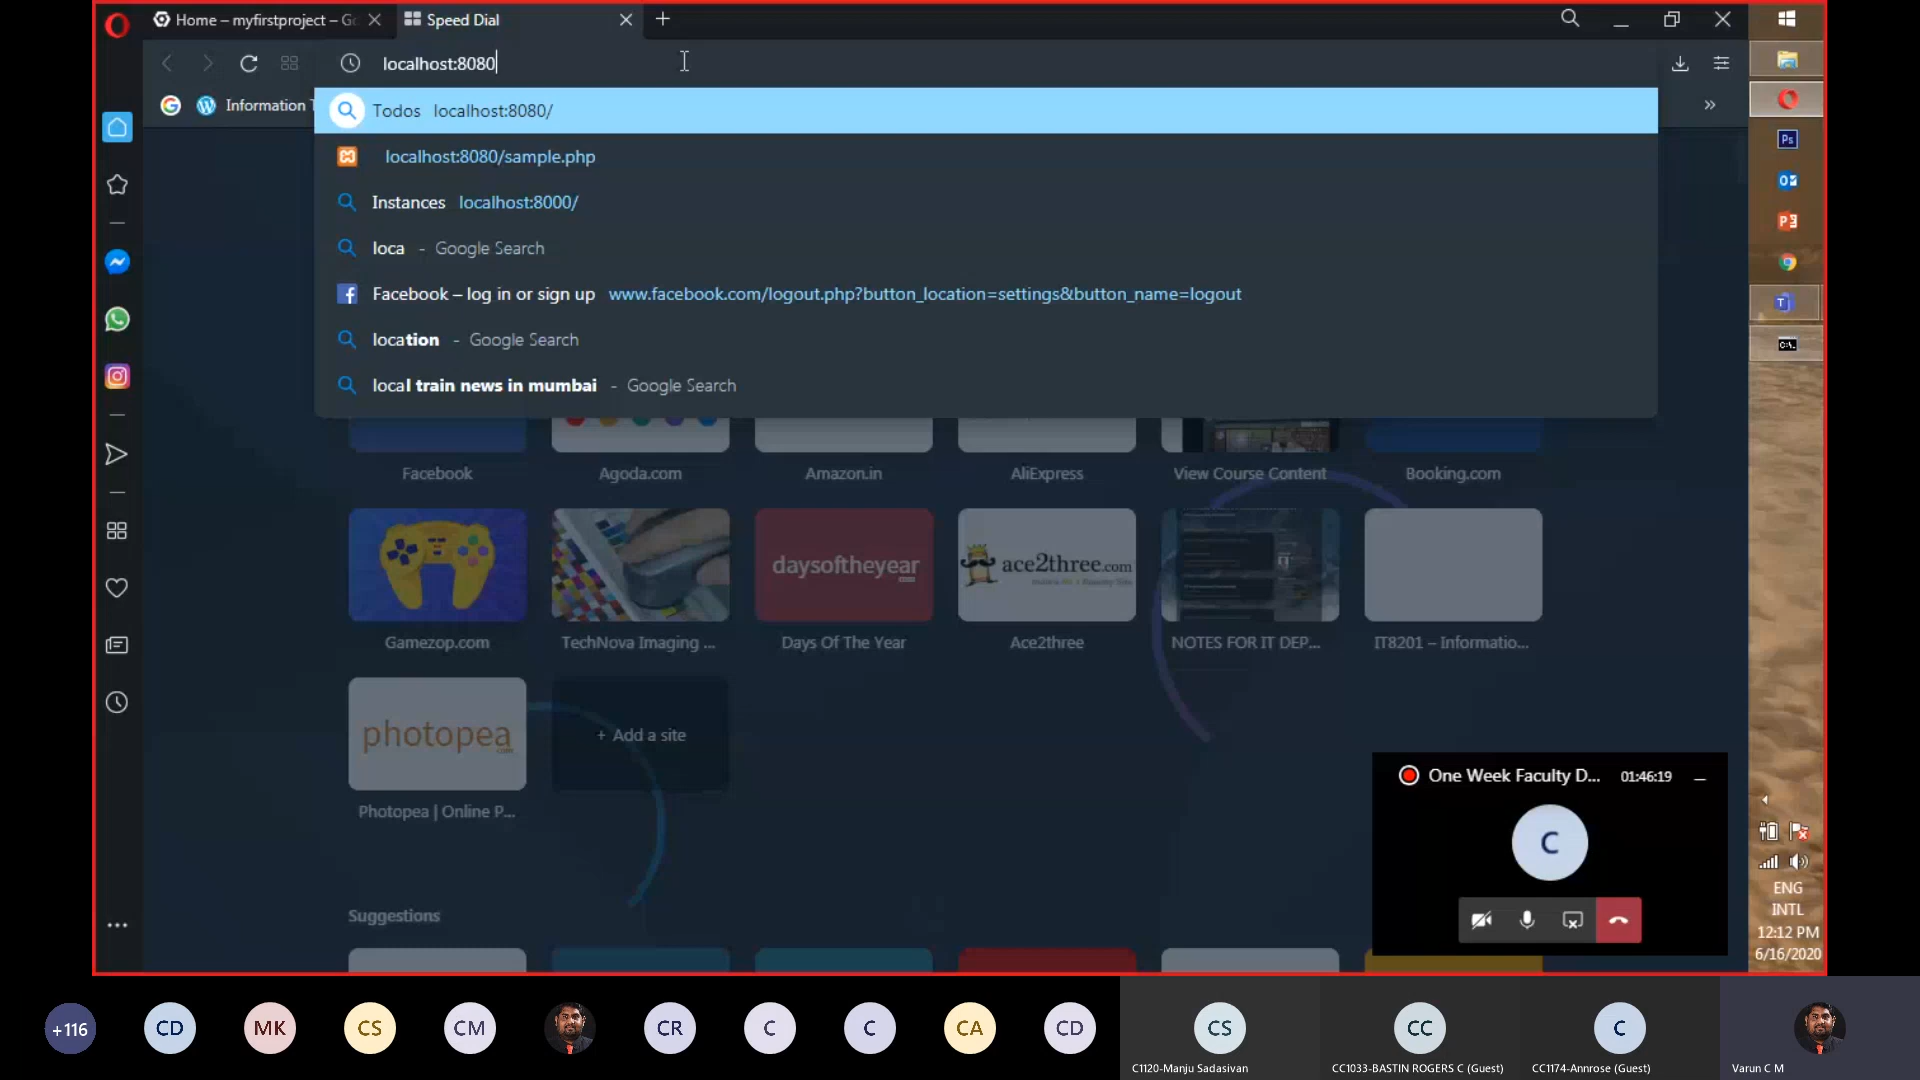 Home – myfirstproject – Go
Speed Dial
localhost:8080
Information T
Todos localhost:8080/
localhost:8080/sample.php
Instances localhost:8000/
loca - Google Search
Facebook – log in or sign up www.facebook.com/logout.php?button_location=settings&button_name=logout
location - Google Search
local train news in mumbai - Google Search
Facebook
Agoda.com
Amazon.in
AliExpress
View Course Content
Booking.com
daysoftheyear
ace2three.com
Gamezop.com
TechNova Imaging ...
Days Of The Year
Ace2three
NOTES FOR IT DEP...
IT8201 – Informatio...
photopea
+ Add a site
Photopea | Online P...
Suggestions
One Week Faculty D... 01:46:19
C
Ps
P
T
C:\.
ENG
INTL
12:12 PM
6/16/2020
+116
CD
MK
CS
CM
CR
C
C
CA
CD
CS
CC
C
C1120-Manju Sadasivan
CC1033-BASTIN ROGERS C (Guest)
CC1174-Annrose (Guest)
Varun C M